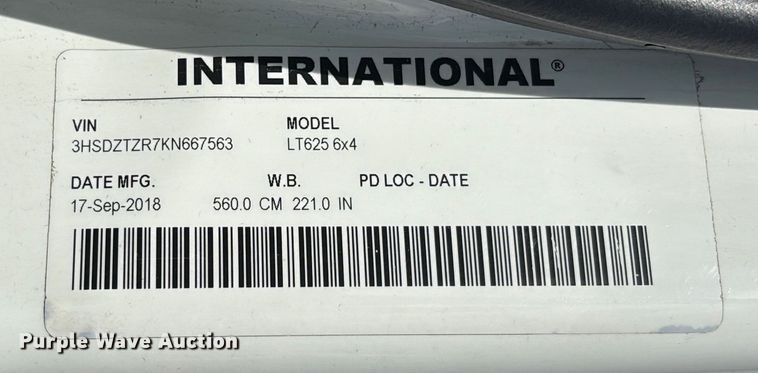 INTERNATIONAL®
VIN MODEL
3HSDZTZR7KN667563 LT625 6x4
DATE MFG. W.B. PD LOC - DATE
17-Sep-2018 560.0 CM 221.0 IN
Purple Wave Auction